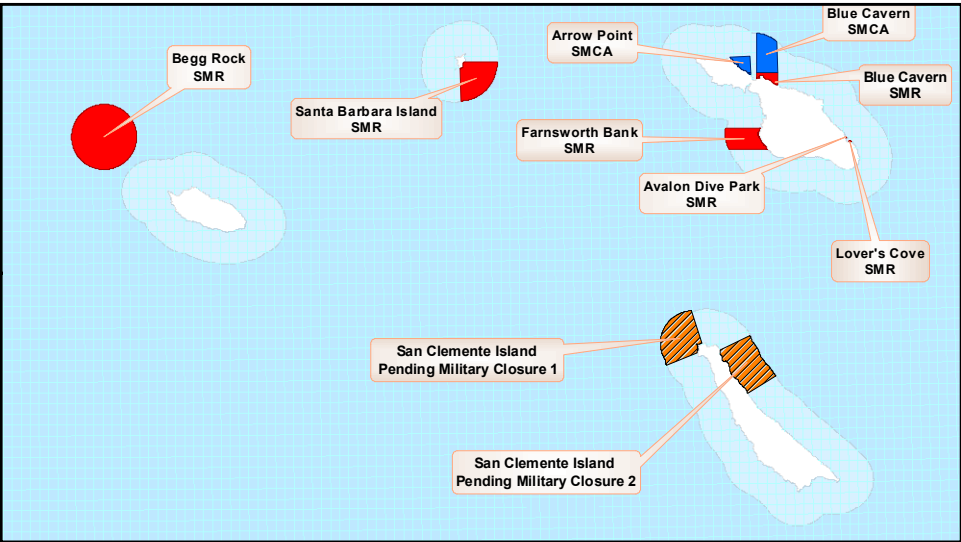 Blue Cavern
SMCA
Arrow Point
SMCA
Begg Rock
SMR
Blue Cavern
SMR
Santa Barbara Island
SMR
Farnsworth Bank
SMR
Avalon Dive Park
SMR
Lover's Cove
SMR
San Clemente Island
Pending Military Closure 1
San Clemente Island
Pending Military Closure 2